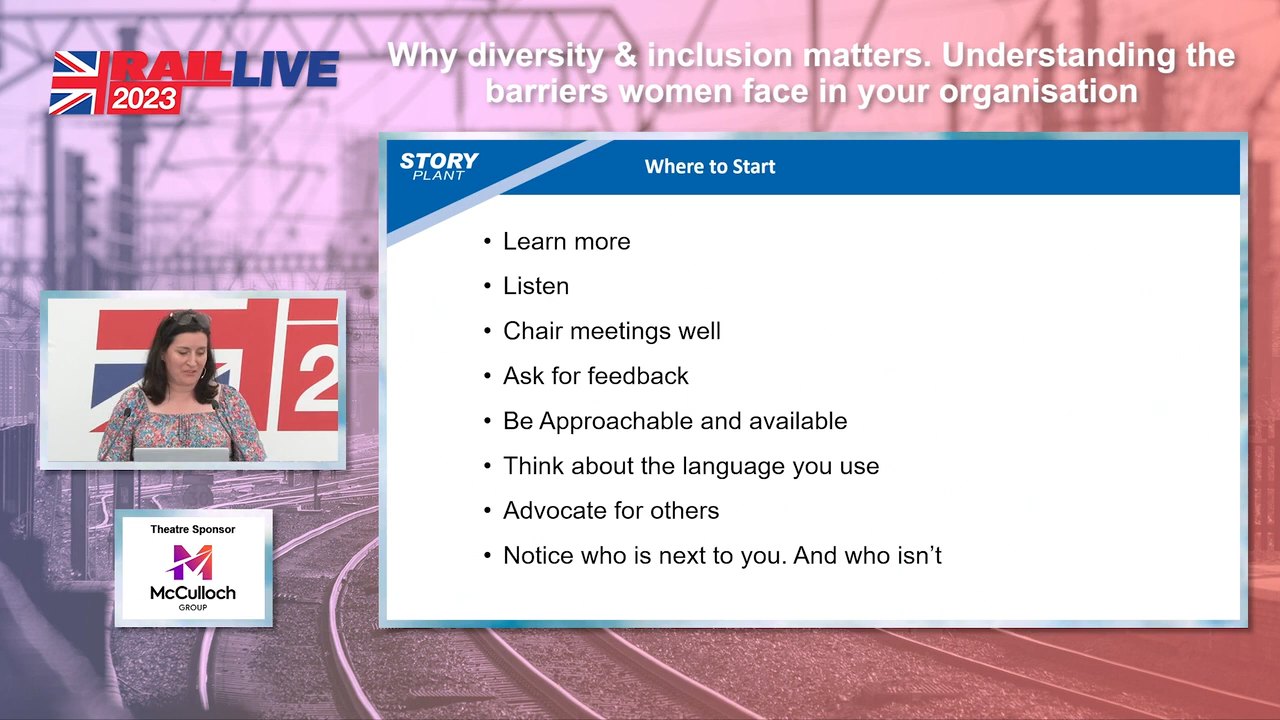 RAIL LIVE
2023
Why diversity & inclusion matters. Understanding the
barriers women face in your organisation
STORY
PLANT
Where to Start
• Learn more
• Listen
• Chair meetings well
• Ask for feedback
• Be Approachable and available
• Think about the language you use
• Advocate for others
• Notice who is next to you. And who isn’t
2
Theatre Sponsor
McCulloch
GROUP